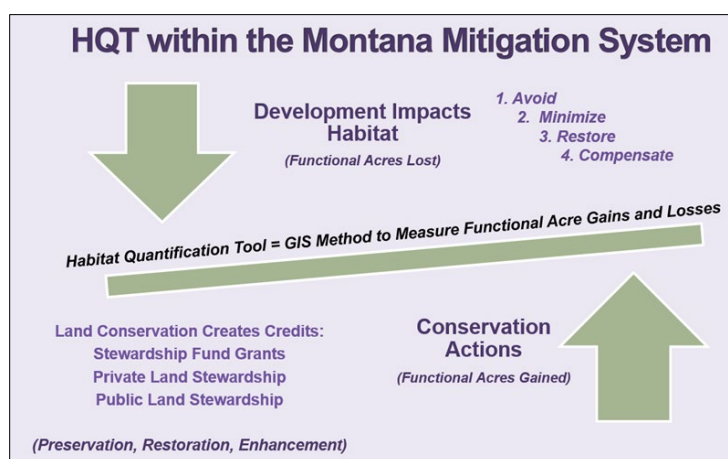 HQT within the Montana Mitigation System
Development Impacts
Habitat
(Functional Acres Lost)
1. Avoid
2. Minimize
3. Restore
4. Compensate
Habitat Quantification Tool = GIS Method to Measure Functional Acre Gains and Losses
Land Conservation Creates Credits:
Stewardship Fund Grants
Private Land Stewardship
Public Land Stewardship
(Preservation, Restoration, Enhancement)
Conservation
Actions
(Functional Acres Gained)